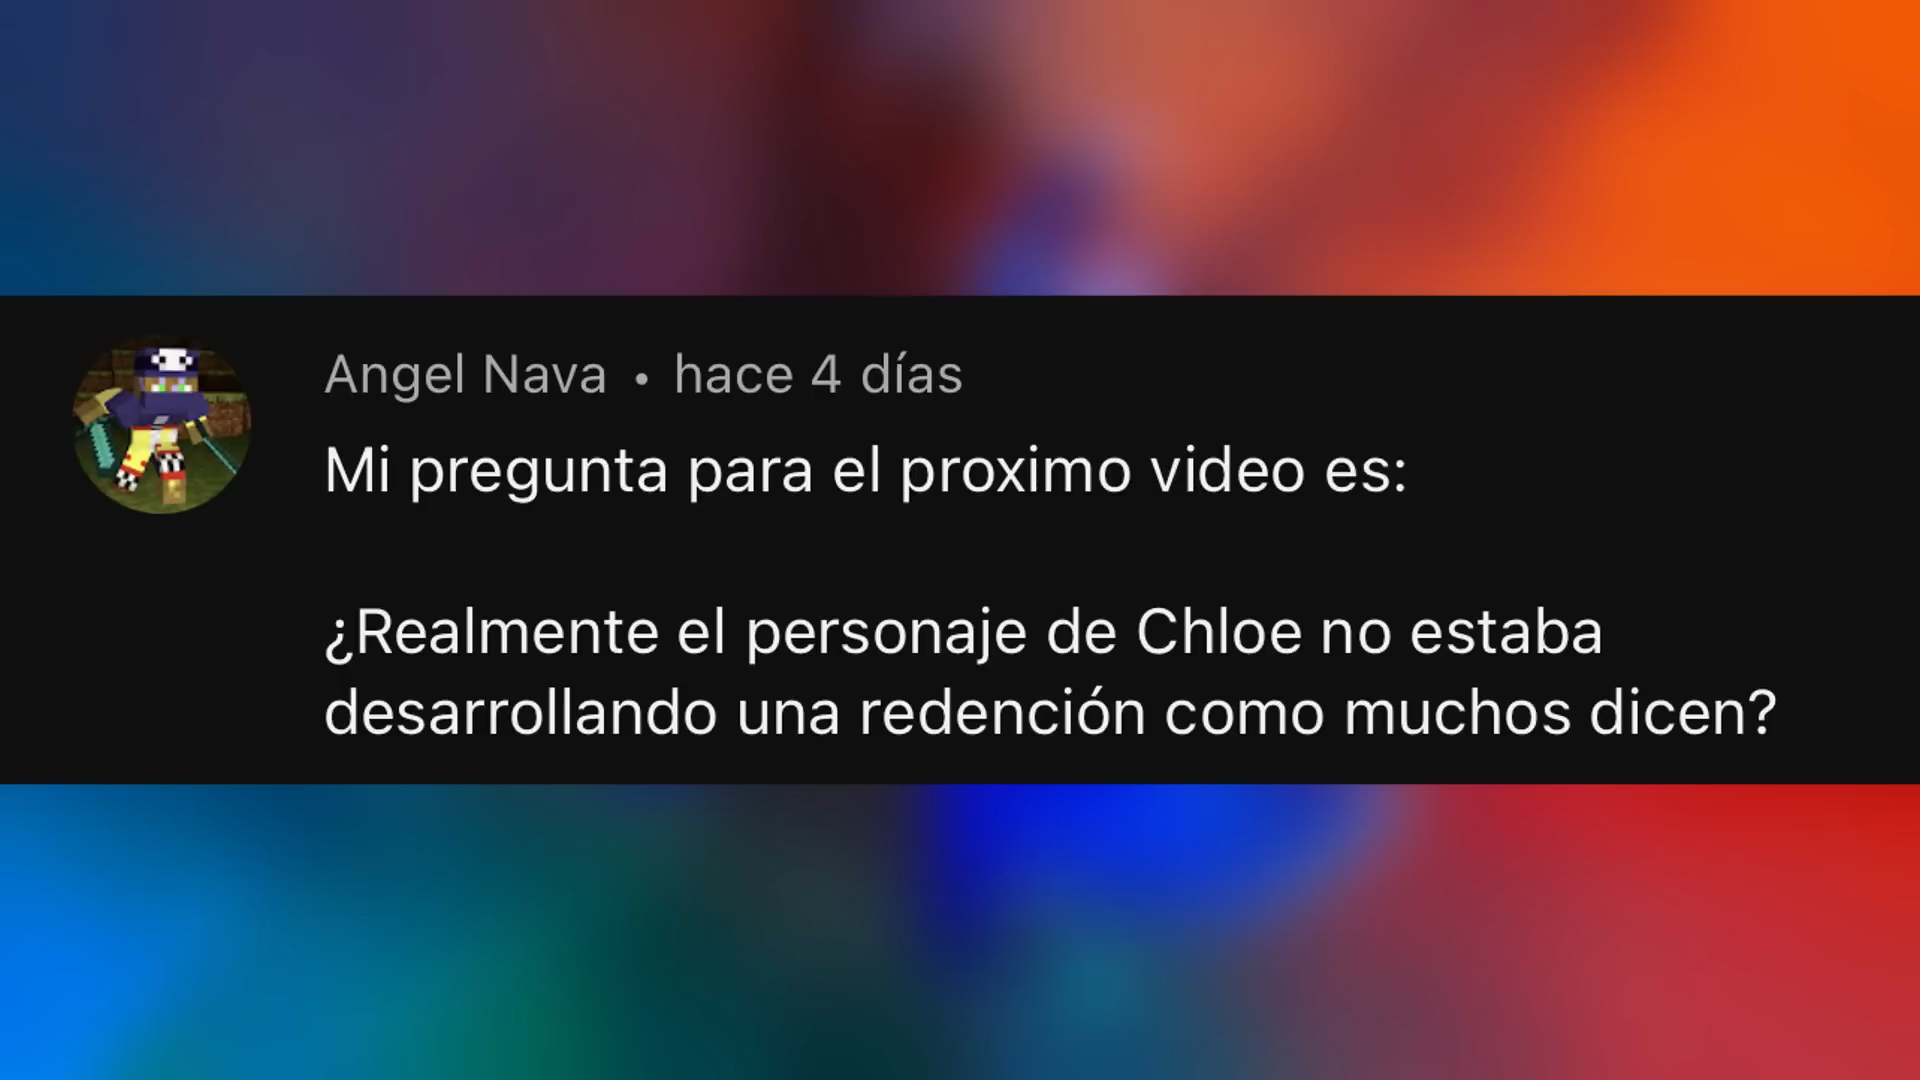 Angel Nava • hace 4 días
Mi pregunta para el proximo video es:
¿Realmente el personaje de Chloe no estaba
desarrollando una redención como muchos dicen?